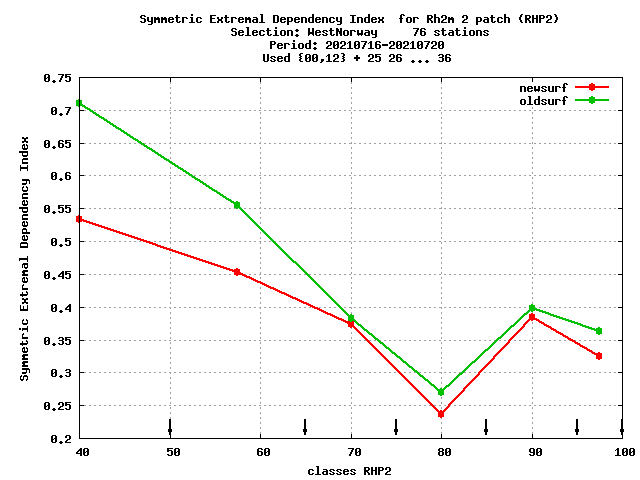 Symmetric Extremal Dependency Index  for Rh2m 2 patch (RHP2)
Selection: WestNorway     76 stations
Period: 20210716-20210720
Used {00,12} + 25 26 ... 36
newsurf
oldsurf
Symmetric Extremal Dependency Index
0.75
0.7
0.65
0.6
0.55
0.5
0.45
0.4
0.35
0.3
0.25
0.2
40 50 60 70 80 90 100
classes RHP2